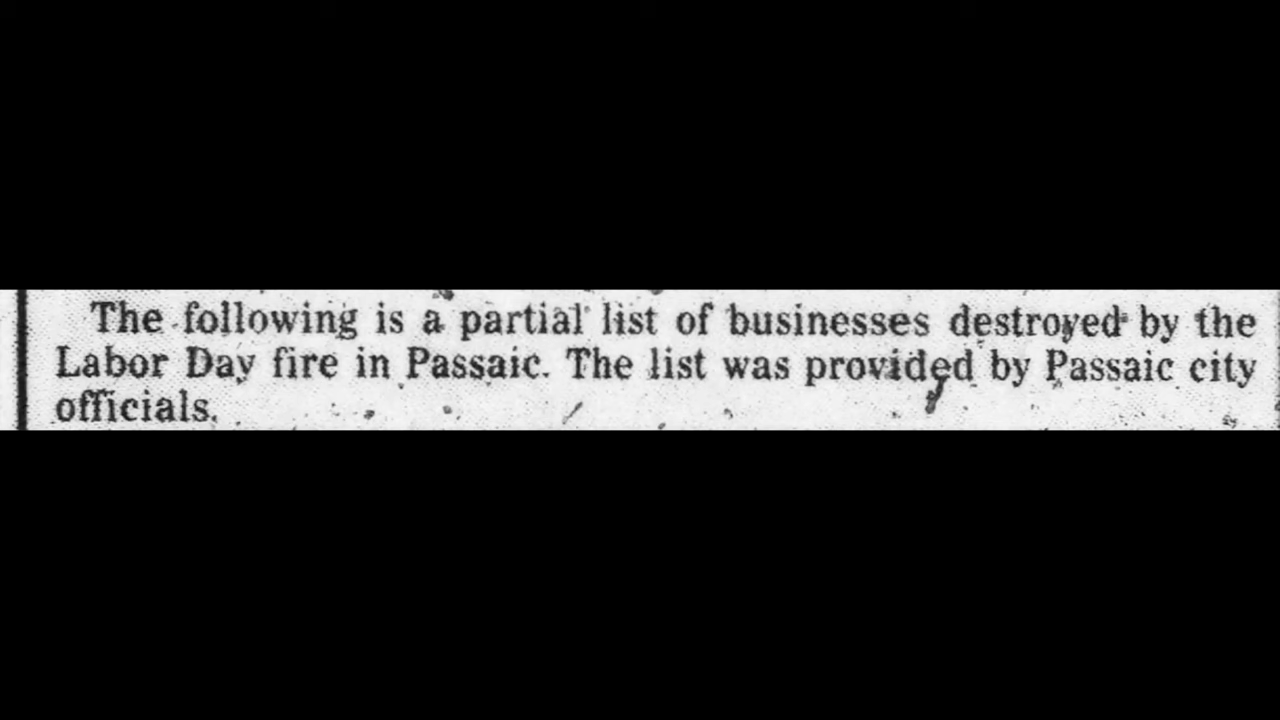 The following is a partial list of businesses destroyed by the
Labor Day fire in Passaic. The list was provided by Passaic city
officials.